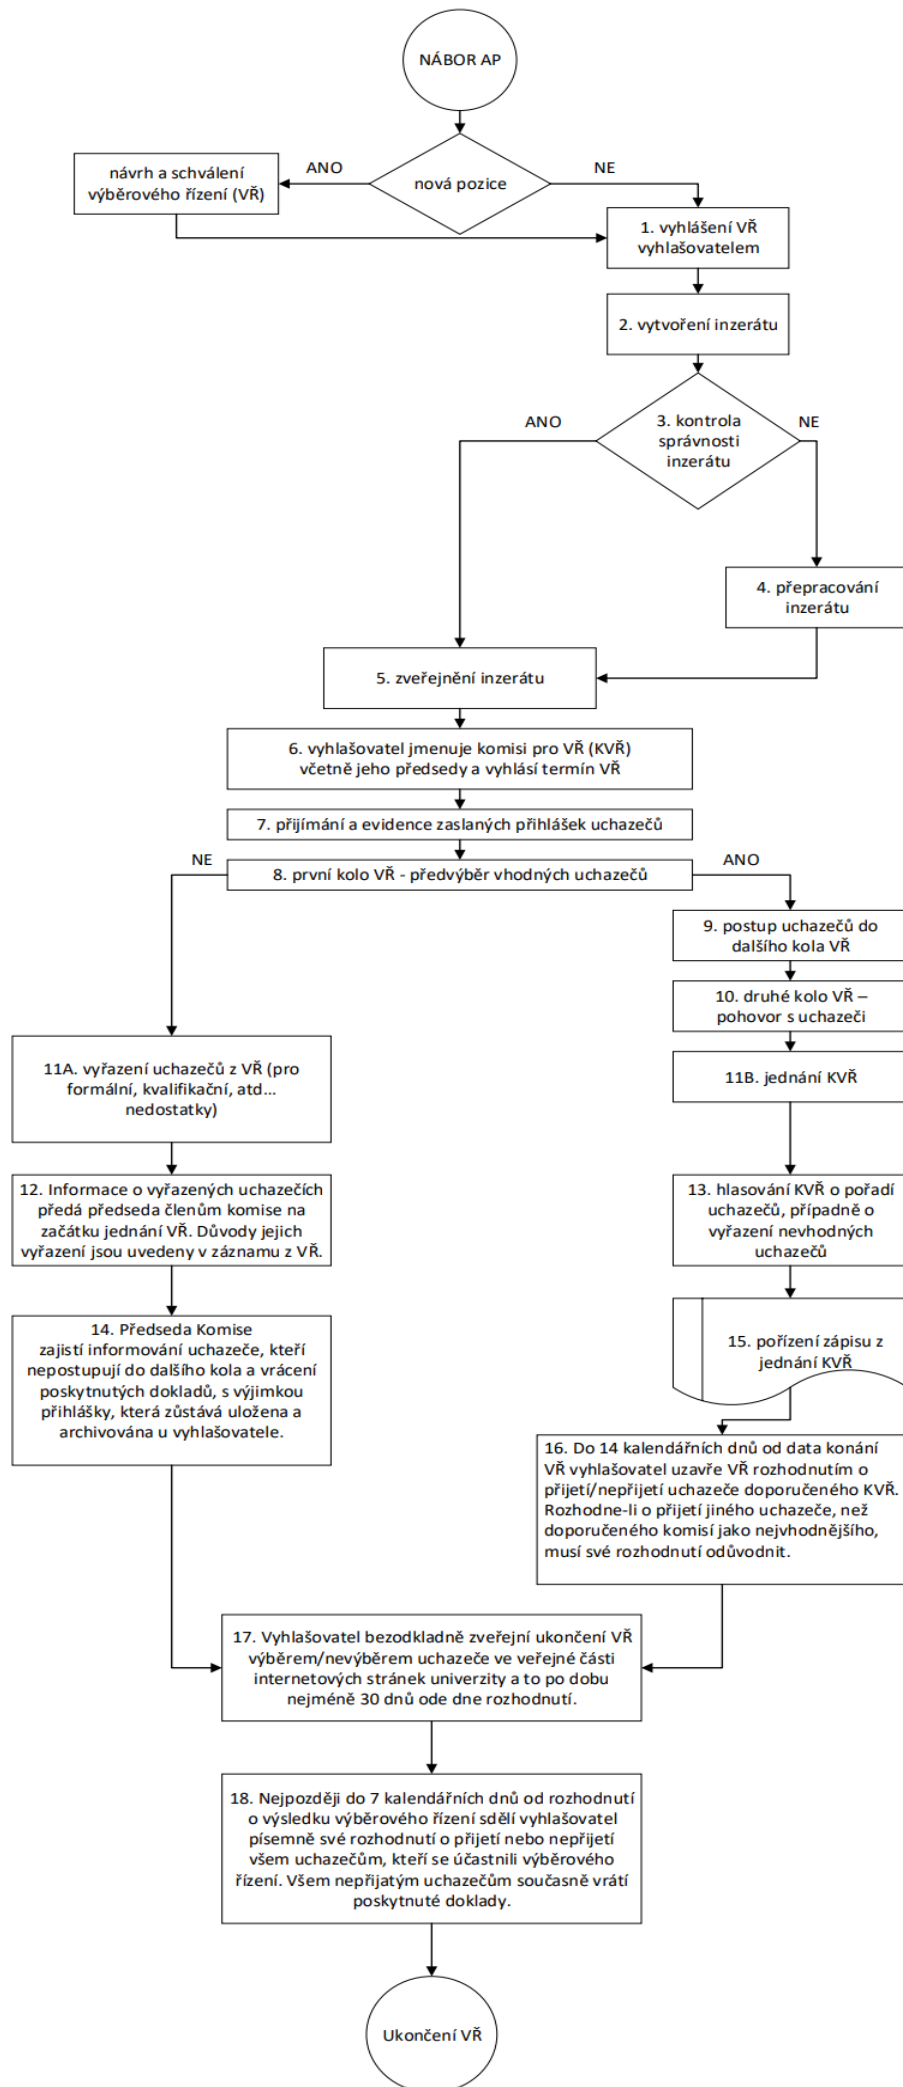 NÁBOR AP
nová pozice
ANO
NE
návrh a schválení
výběrového řízení (VŘ)
1. vyhlášení VŘ
vyhlašovatelem
2. vytvoření inzerátu
3. kontrola
správnosti
inzerátu
ANO
NE
4. přepracování
inzerátu
5. zveřejnění inzerátu
6. vyhlašovatel jmenuje komisi pro VŘ (KVŘ)
včetně jeho předsedy a vyhlásí termín VŘ
7. přijímání a evidence zaslaných přihlášek uchazečů
NE
ANO
8. první kolo VŘ - předvýběr vhodných uchazečů
9. postup uchazečů do
dalšího kola VŘ
10. druhé kolo VŘ –
pohovor s uchazeči
11A. vyřazení uchazečů z VŘ (pro
formální, kvalifikační, atd...
nedostatky)
11B. jednání KVŘ
12. Informace o vyřazených uchazečích
předá předseda členům komise na
začátku jednání VŘ. Důvody jejich
vyřazení jsou uvedeny v záznamu z VŘ.
13. hlasování KVŘ o pořadí
uchazečů, případně o
vyřazení nevhodných
uchazečů
14. Předseda Komise
zajistí informování uchazeče, kteří
nepostupují do dalšího kola a vrácení
poskytnutých dokladů, s výjimkou
přihlášky, která zůstává uložena a
archivována u vyhlašovatele.
15. pořízení zápisu z
jednání KVŘ
16. Do 14 kalendářních dnů od data konání
VŘ vyhlašovatel uzavře VŘ rozhodnutím o
přijetí/nepřijetí uchazeče doporučeného KVŘ.
Rozhodne-li o přijetí jiného uchazeče, než
doporučeného komisí jako nejvhodnějšího,
musí své rozhodnutí odůvodnit.
17. Vyhlašovatel bezodkladně zveřejní ukončení VŘ
výběrem/nevýběrem uchazeče ve veřejné části
internetových stránek univerzity a to po dobu
nejméně 30 dnů ode dne rozhodnutí.
18. Nejpozději do 7 kalendářních dnů od rozhodnutí
o výsledku výběrového řízení sdělí vyhlašovatel
písemně své rozhodnutí o přijetí nebo nepřijetí
všem uchazečům, kteří se účastnili výběrového
řízení. Všem nepřijatým uchazečům současně vrátí
poskytnuté doklady.
Ukončení VŘ